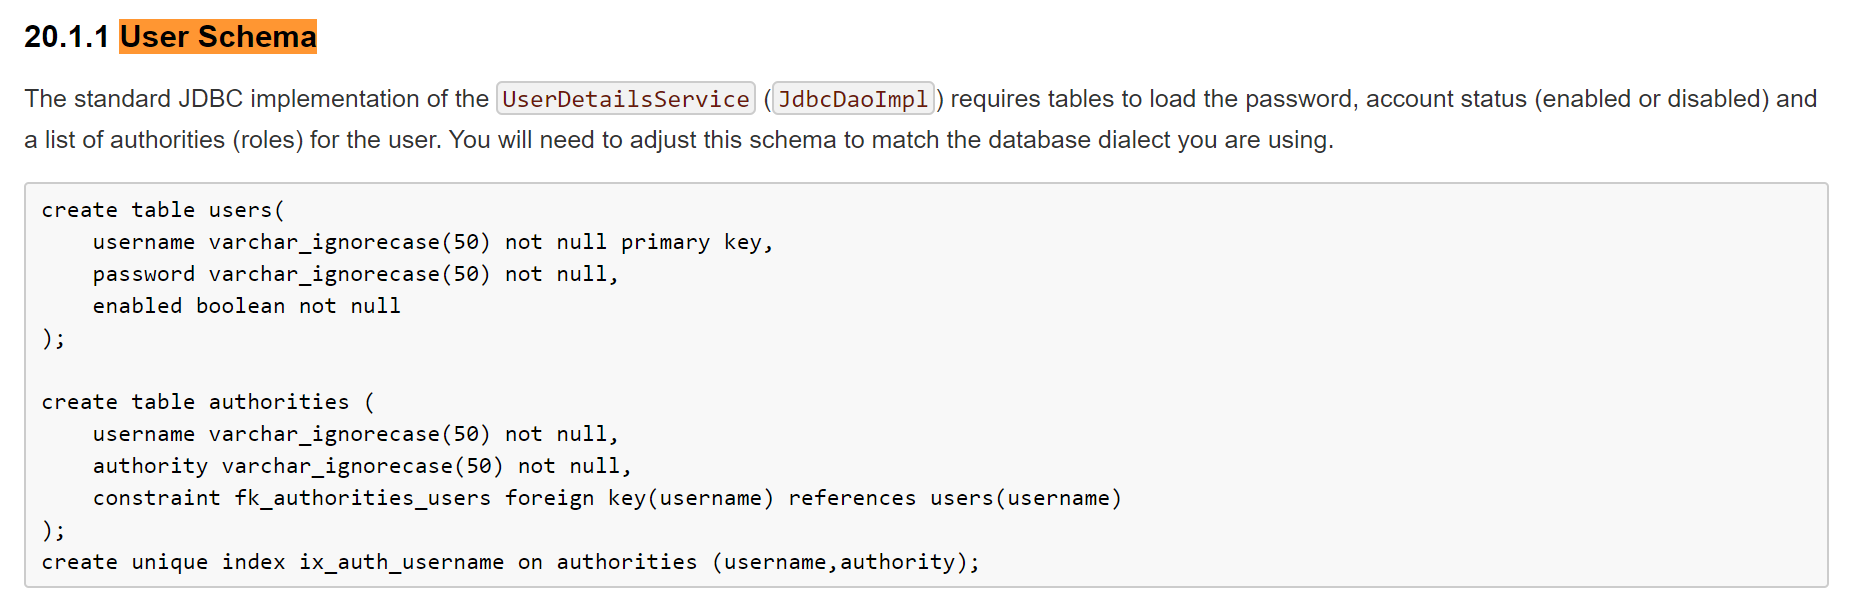 20.1.1 User Schema
The standard JDBC implementation of the UserDetailsService (JdbcDaoImpl) requires tables to load the password, account status (enabled or disabled) and
a list of authorities (roles) for the user. You will need to adjust this schema to match the database dialect you are using.
create table users(
    username varchar_ignorecase(50) not null primary key,
    password varchar_ignorecase(50) not null,
    enabled boolean not null
);
create table authorities (
    username varchar_ignorecase(50) not null,
    authority varchar_ignorecase(50) not null,
    constraint fk_authorities_users foreign key(username) references users(username)
);
create unique index ix_auth_username on authorities (username,authority);